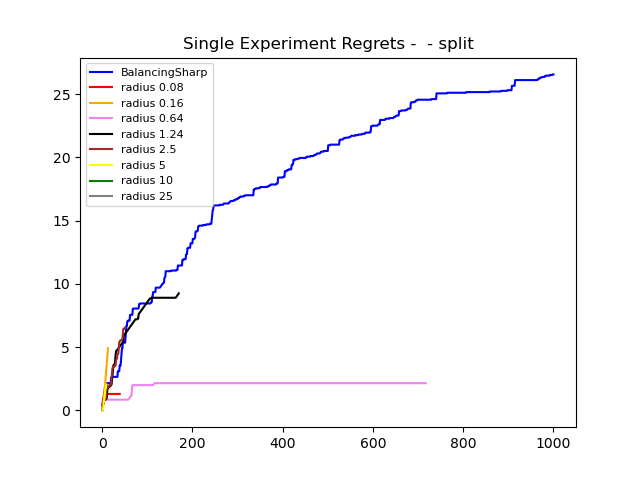 Single Experiment Regrets -  - split
BalancingSharp
radius 0.08
radius 0.16
radius 0.64
radius 1.24
radius 2.5
radius 5
radius 10
radius 25
25
20
15
10
5
0
0 200 400 600 800 1000